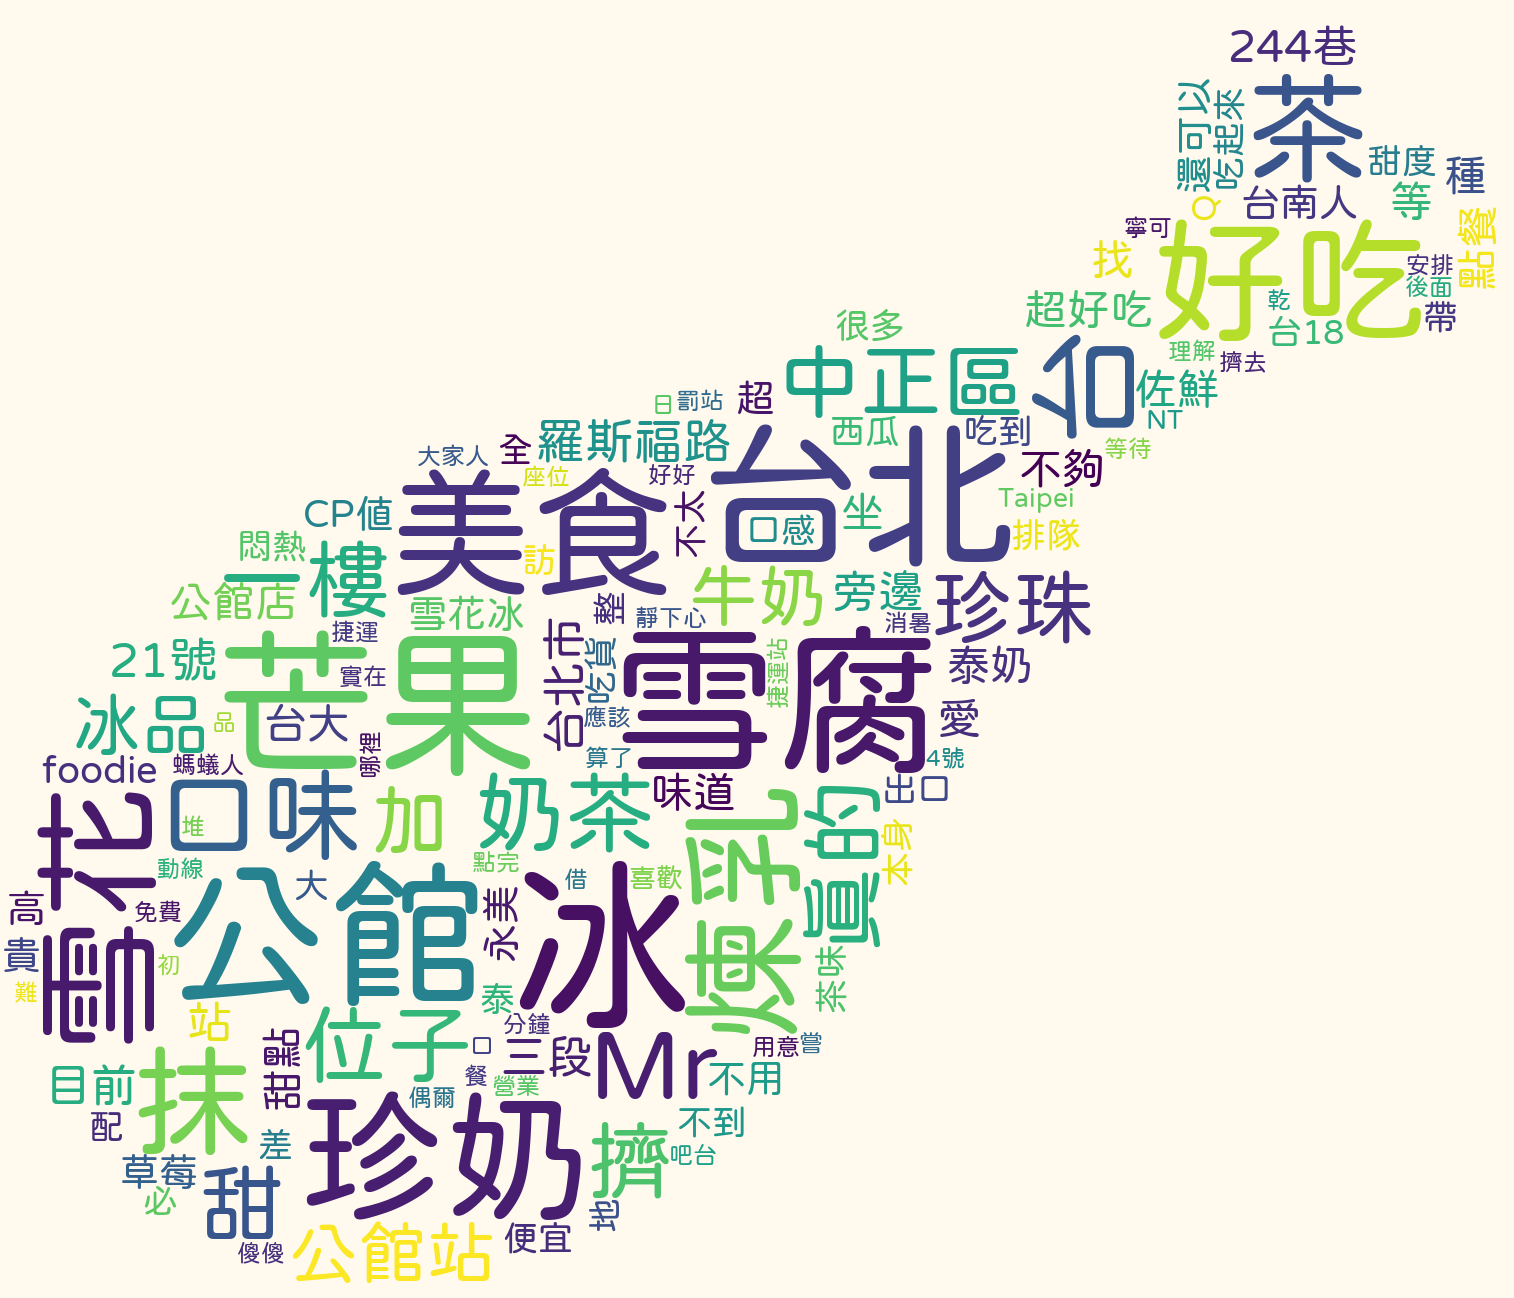 244巷
茶
還可以
吃起來
甜度
種
台南人
等
Q
點餐
寧可
找
好吃
安排
後面
乾
帶
台18
超好吃
很多
理解
擠去
中正區
佐鮮
NT
日
罰站
超
西瓜
吃到
等待
羅斯福路
全
大家人
台北
不夠
座位
好好
Taipei
美食
CP値
不太
口感
坐
排隊
悶熱
一樓
訪
牛奶
旁邊
珍珠
公館店
雪花冰
整
靜下心
消暑
捷運
21號
芒果
台北市
吃貨
雪腐
捷運站
泰奶
實在
冰品
品
台大
應該
愛
哪裡
算了
4號
foodie
螞蟻人
口味
加
奶茶
味道
出口
花
堆
煉乳
賣的
本身
動線
點完
大
借
喜歡
公館
冰
高
免費
永美
貴
初
茶味
難
站
泰
位子
分鐘
口
三段
Mr
用意
嘗
甜點
目前
抹
餐
營業
不用
配
偶爾
珍奶
不到
差
擠
吧台
草莓
必
甜
地
傻傻
公館站
便宜